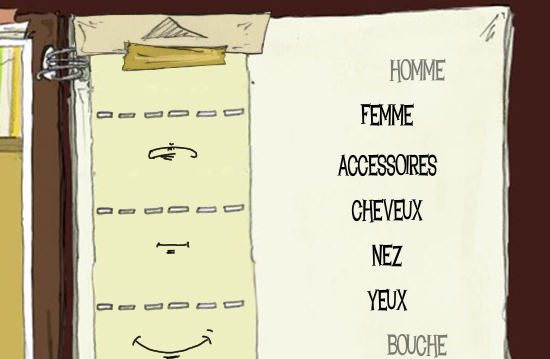 HOMME
FEMME
ACCESSOIRES
CHEVEUX
NEZ
YEUX
BOUCHE